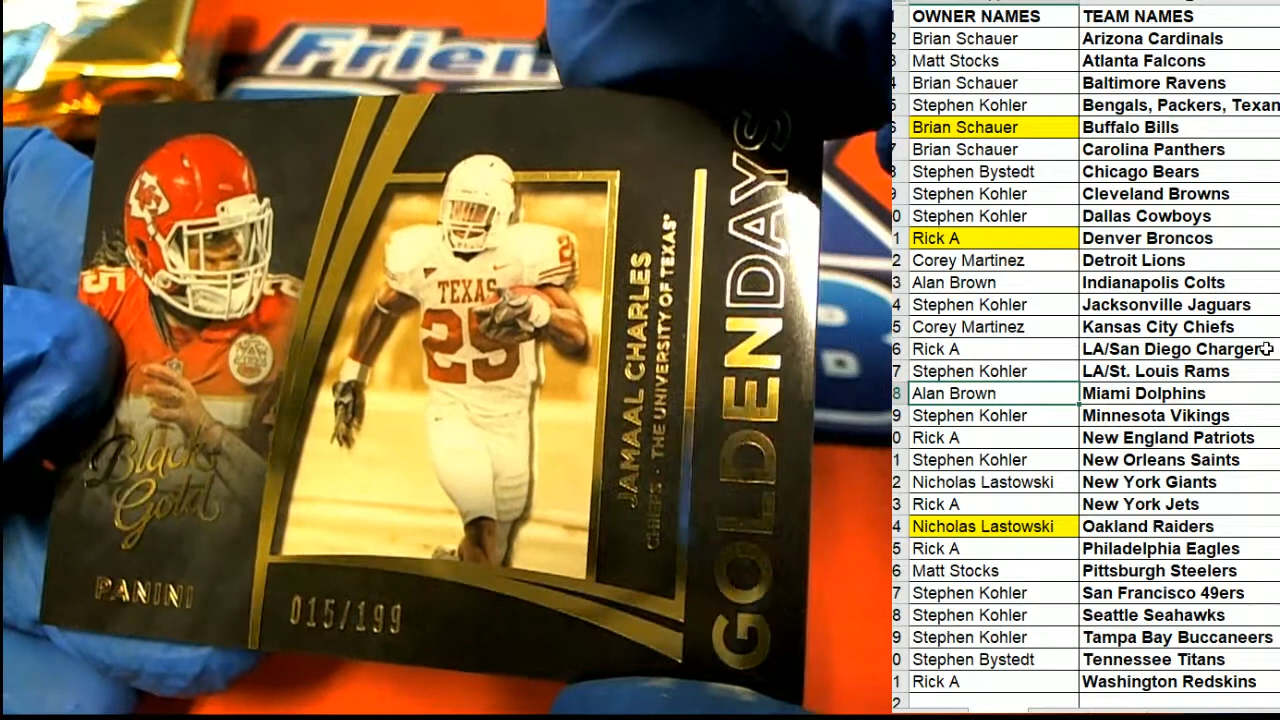 Frien
25
TEXAS
25
25
JAMAAL CHARLES
CHIEFS · THE UNIVERSITY OF TEXAS
GOLDENDAYS
Black
Gold
PANINI
015/199
OWNER NAMES TEAM NAMES
Brian Schauer Arizona Cardinals
Matt Stocks Atlanta Falcons
Brian Schauer Baltimore Ravens
Stephen Kohler Bengals, Packers, Texan
Brian Schauer Buffalo Bills
Brian Schauer Carolina Panthers
Stephen Bystedt Chicago Bears
Stephen Kohler Cleveland Browns
Stephen Kohler Dallas Cowboys
Rick A Denver Broncos
Corey Martinez Detroit Lions
Alan Brown Indianapolis Colts
Stephen Kohler Jacksonville Jaguars
Corey Martinez Kansas City Chiefs
Rick A LA/San Diego Charger
Stephen Kohler LA/St. Louis Rams
Alan Brown Miami Dolphins
Stephen Kohler Minnesota Vikings
Rick A New England Patriots
Stephen Kohler New Orleans Saints
Nicholas Lastowski New York Giants
Rick A New York Jets
Nicholas Lastowski Oakland Raiders
Rick A Philadelphia Eagles
Matt Stocks Pittsburgh Steelers
Stephen Kohler San Francisco 49ers
Stephen Kohler Seattle Seahawks
Stephen Kohler Tampa Bay Buccaneers
Stephen Bystedt Tennessee Titans
Rick A Washington Redskins